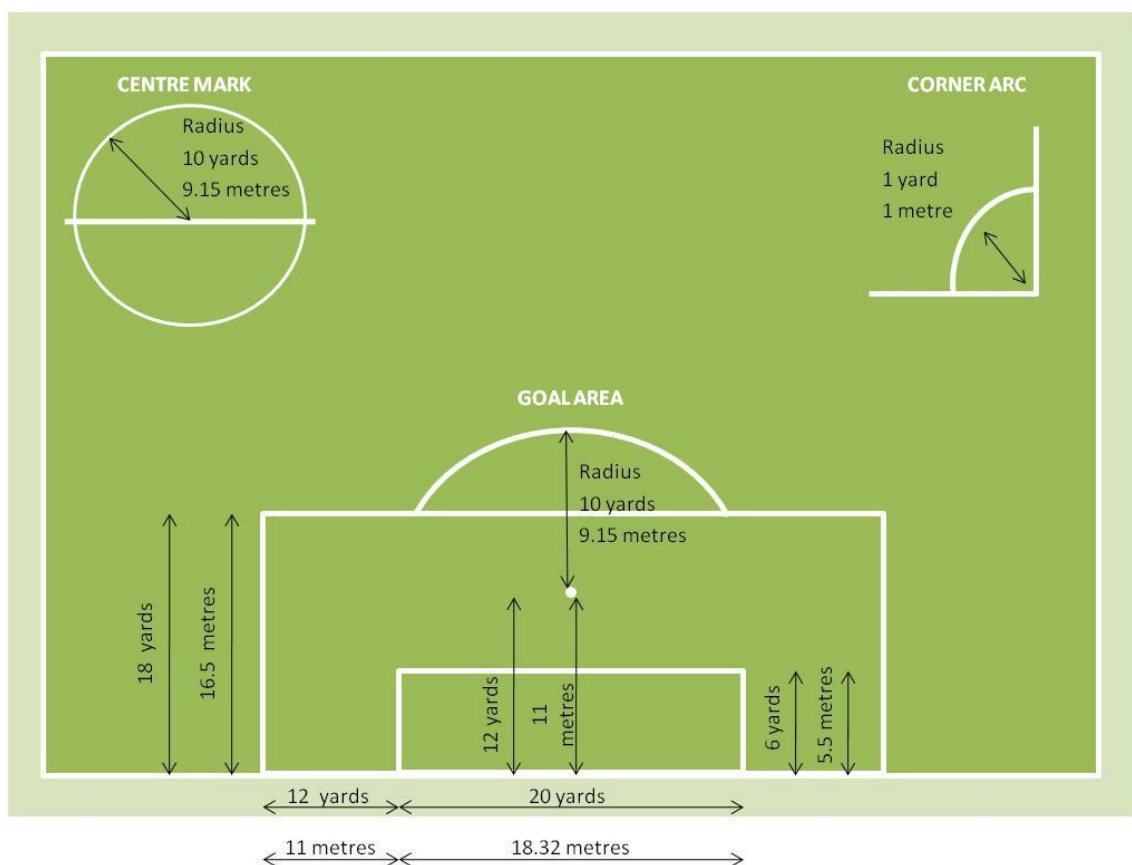 CENTRE MARK
Radius
10 yards
9.15 metres
CORNER ARC
Radius
1 yard
1 metre
GOAL AREA
Radius
10 yards
9.15 metres
18 yards
16.5 metres
12 yards
11
metres
6 yards
5.5 metres
12 yards
20 yards
11 metres
18.32 metres